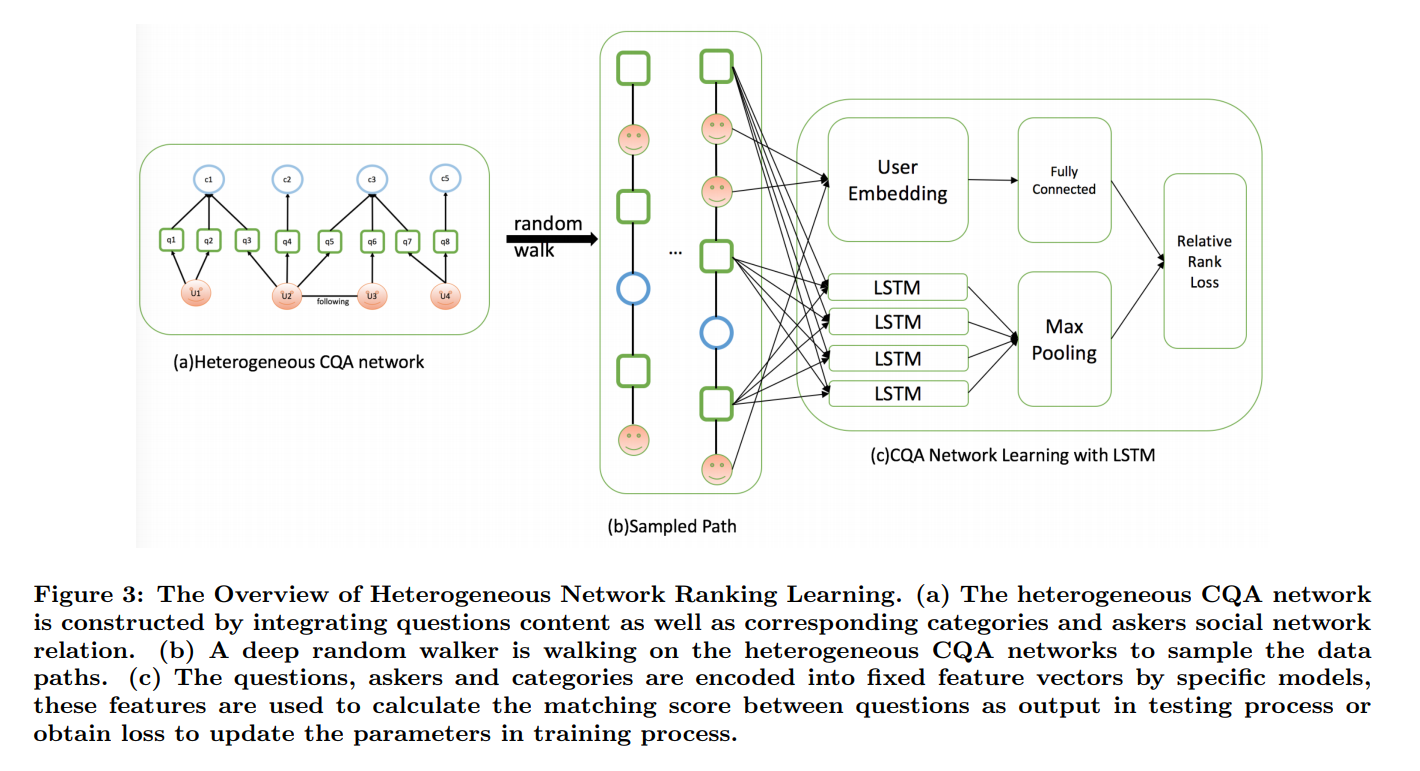 c1
c2
c3
c5
q1
q2
q3
q4
q5
q6
q7
q8
U1
U2
following
U3
U4
(a)Heterogeneous CQA network
random
walk
...
(b)Sampled Path
User
Embedding
Fully
Connected
LSTM
LSTM
LSTM
LSTM
Max
Pooling
Relative
Rank
Loss
(c)CQA Network Learning with LSTM
Figure 3: The Overview of Heterogeneous Network Ranking Learning. (a) The heterogeneous CQA network
is constructed by integrating questions content as well as corresponding categories and askers social network
relation. (b) A deep random walker is walking on the heterogeneous CQA networks to sample the data
paths. (c) The questions, askers and categories are encoded into fixed feature vectors by specific models,
these features are used to calculate the matching score between questions as output in testing process or
obtain loss to update the parameters in training process.